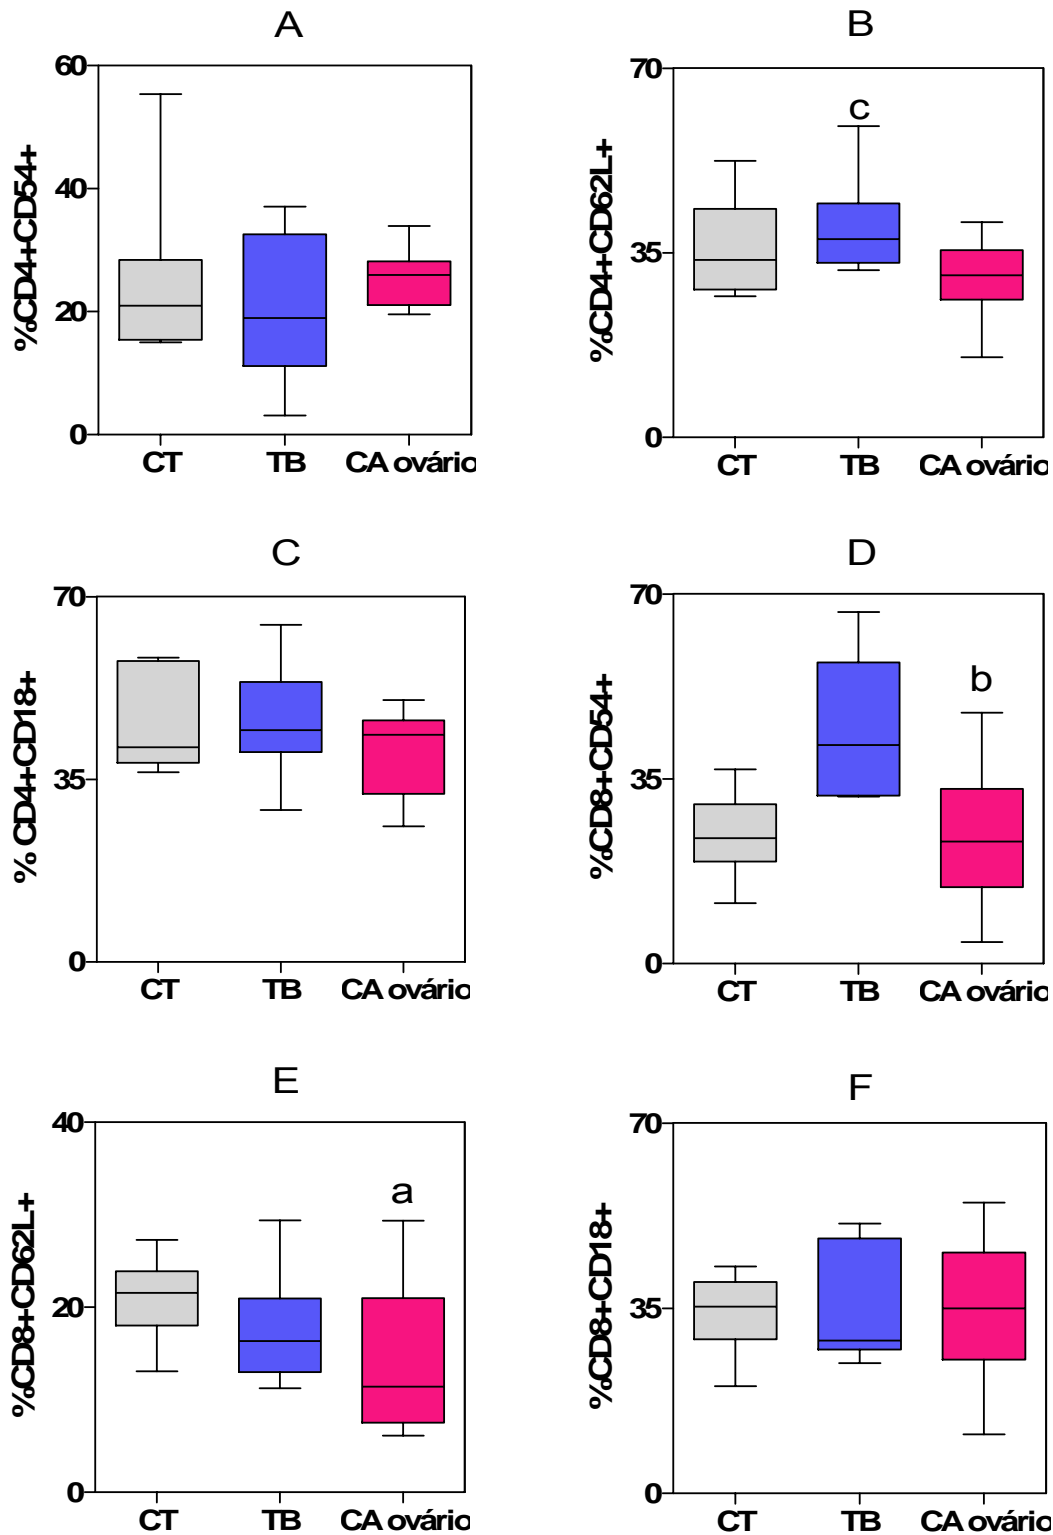 A
60
40
20
0
%CD4+CD54+
CT TB CA ovário
B
70
35
0
%CD4+CD62L+
c
CT TB CA ovário
C
70
35
0
% CD4+CD18+
CT TB CA ovário
D
70
35
0
%CD8+CD54+
b
CT TB CA ovário
E
40
20
0
%CD8+CD62L+
a
CT TB CA ovário
F
70
35
0
%CD8+CD18+
CT TB CA ovário